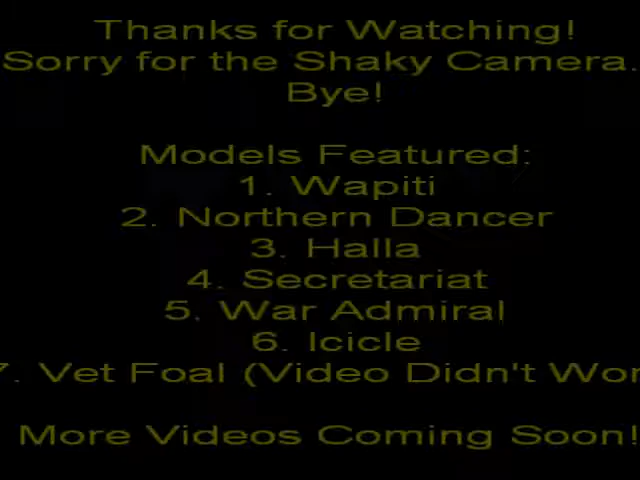 Thanks for Watching!
Sorry for the Shaky Camera.
Bye!
Models Featured:
1. Wapiti
2. Northern Dancer
3. Halla
4. Secretariat
5. War Admiral
6. Icicle
7. Vet Foal (Video Didn't Wor
More Videos Coming Soon!